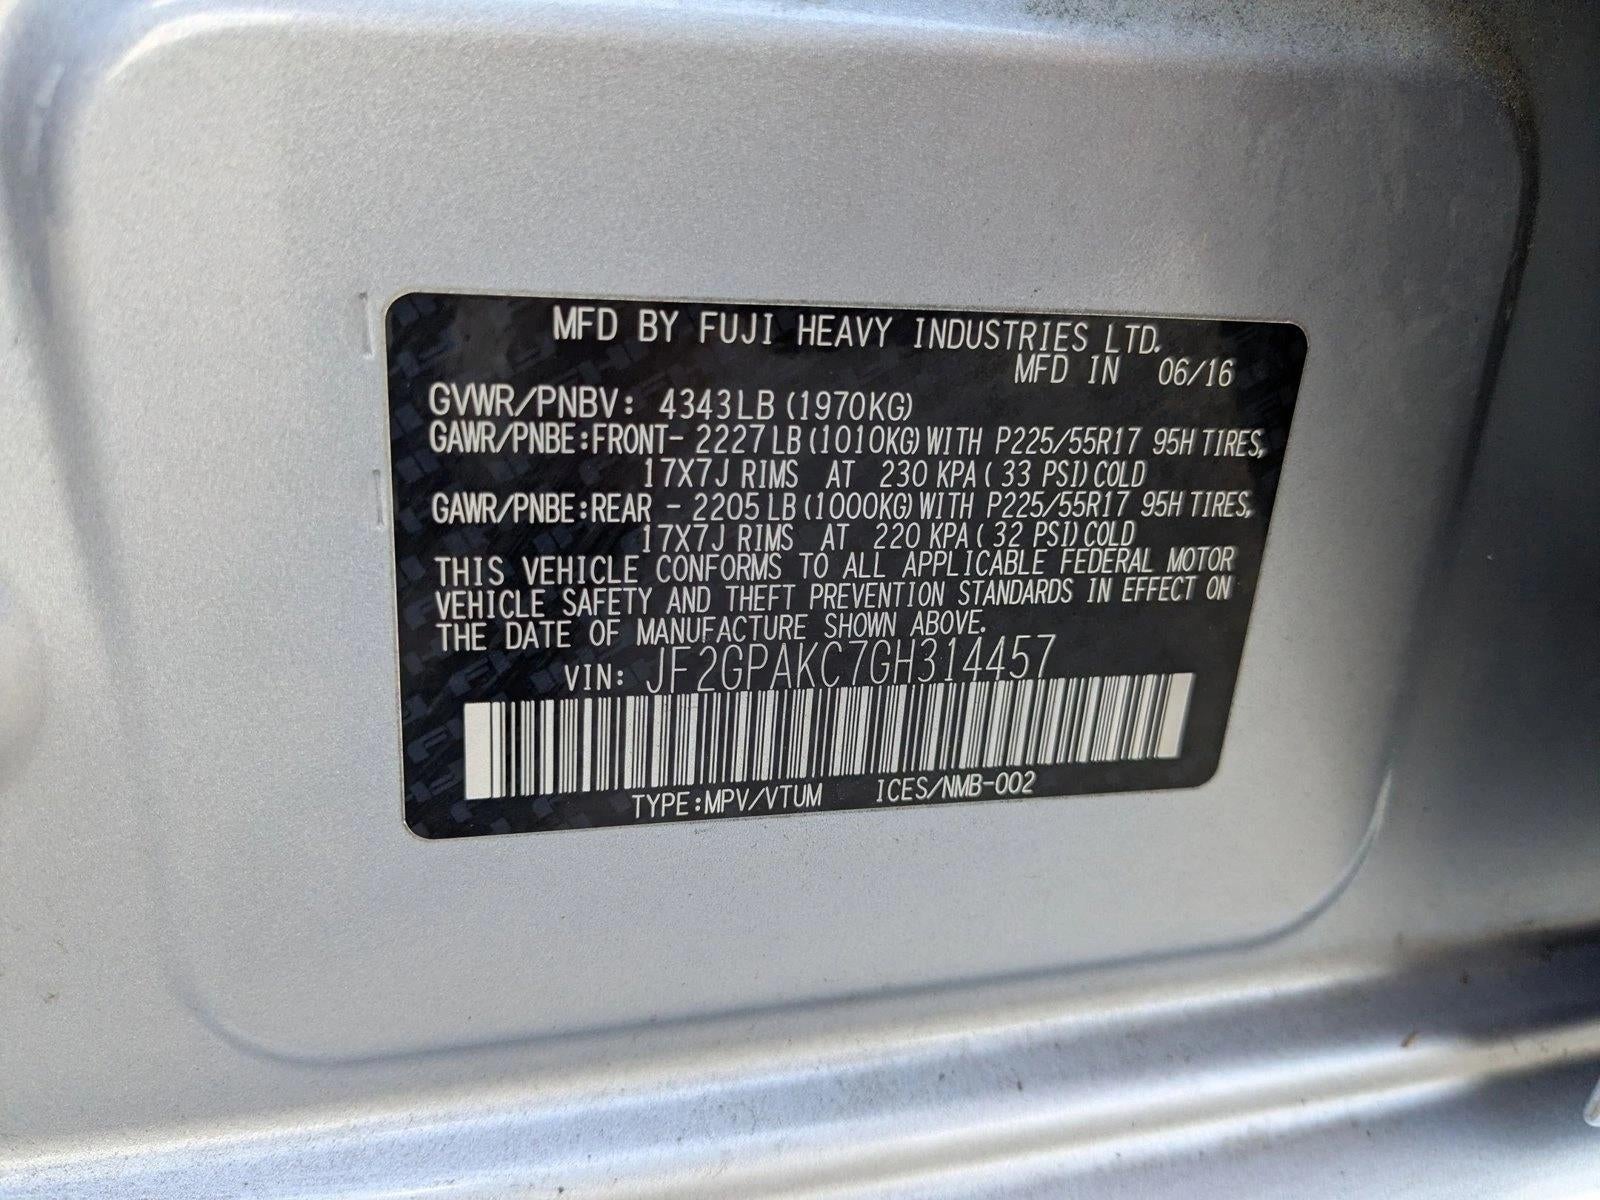 MFD BY FUJI HEAVY INDUSTRIES LTD.
MFD IN 06/16
GVWR/PNBV: 4343LB (1970KG)
GAWR/PNBE:FRONT- 2227 LB (1010KG) WITH P225/55R17 95H TIRES,
17X7J RIMS AT 230 KPA ( 33 PSI) COLD
GAWR/PNBE:REAR - 2205 LB (1000KG) WITH P225/55R17 95H TIRES,
17X7J RIMS AT 220 KPA ( 32 PSI) COLD
THIS VEHICLE CONFORMS TO ALL APPLICABLE FEDERAL MOTOR
VEHICLE SAFETY AND THEFT PREVENTION STANDARDS IN EFFECT ON
THE DATE OF MANUFACTURE SHOWN ABOVE.
VIN: JF2GPAKC7GH314457
TYPE:MPV/VTUM ICES/NMB-002